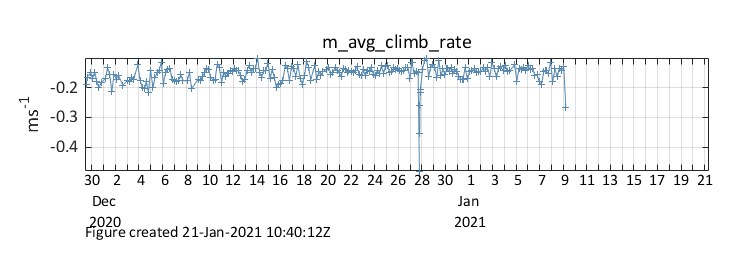 m_avg_climb_rate
-0.2
-0.3
-0.4
ms-1
30 2 4 6 8 10 12 14 16 18 20 22 24 26 28 30 1 3 5 7 9 11 13 15 17 19 21
Dec Jan
2020 2021
Figure created 21-Jan-2021 10:40:12Z